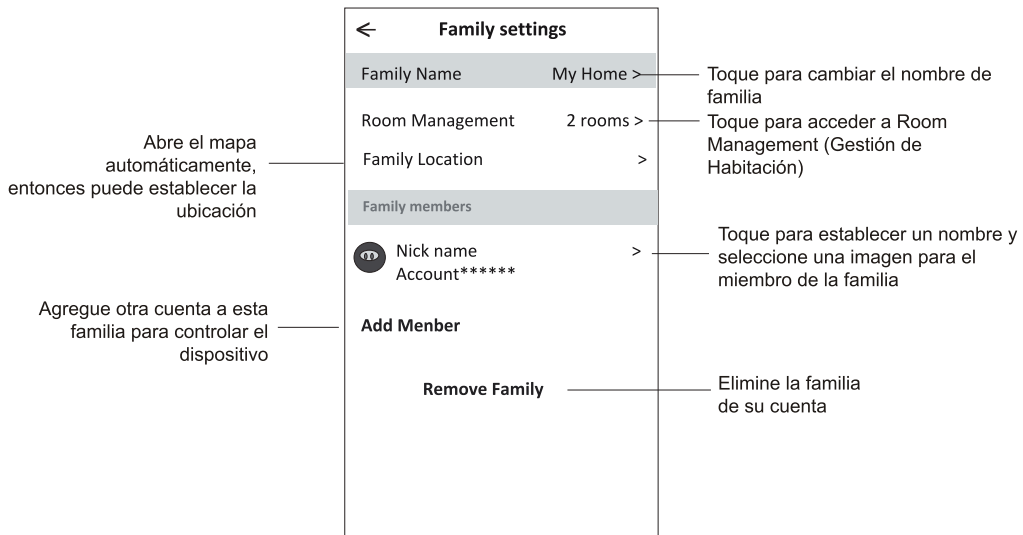 Family settings
Family Name
My Home >
Toque para cambiar el nombre de
familia
Room Management
2 rooms >
Toque para acceder a Room
Management (Gestión de
Habitación)
Abre el mapa
automáticamente,
entonces puede establecer la
ubicación
Family Location
>
Family members
Nick name
Account******
>
Toque para establecer un nombre y
seleccione una imagen para el
miembro de la familia
Agregue otra cuenta a esta
familia para controlar el
dispositivo
Add Menber
Remove Family
Elimine la familia
de su cuenta